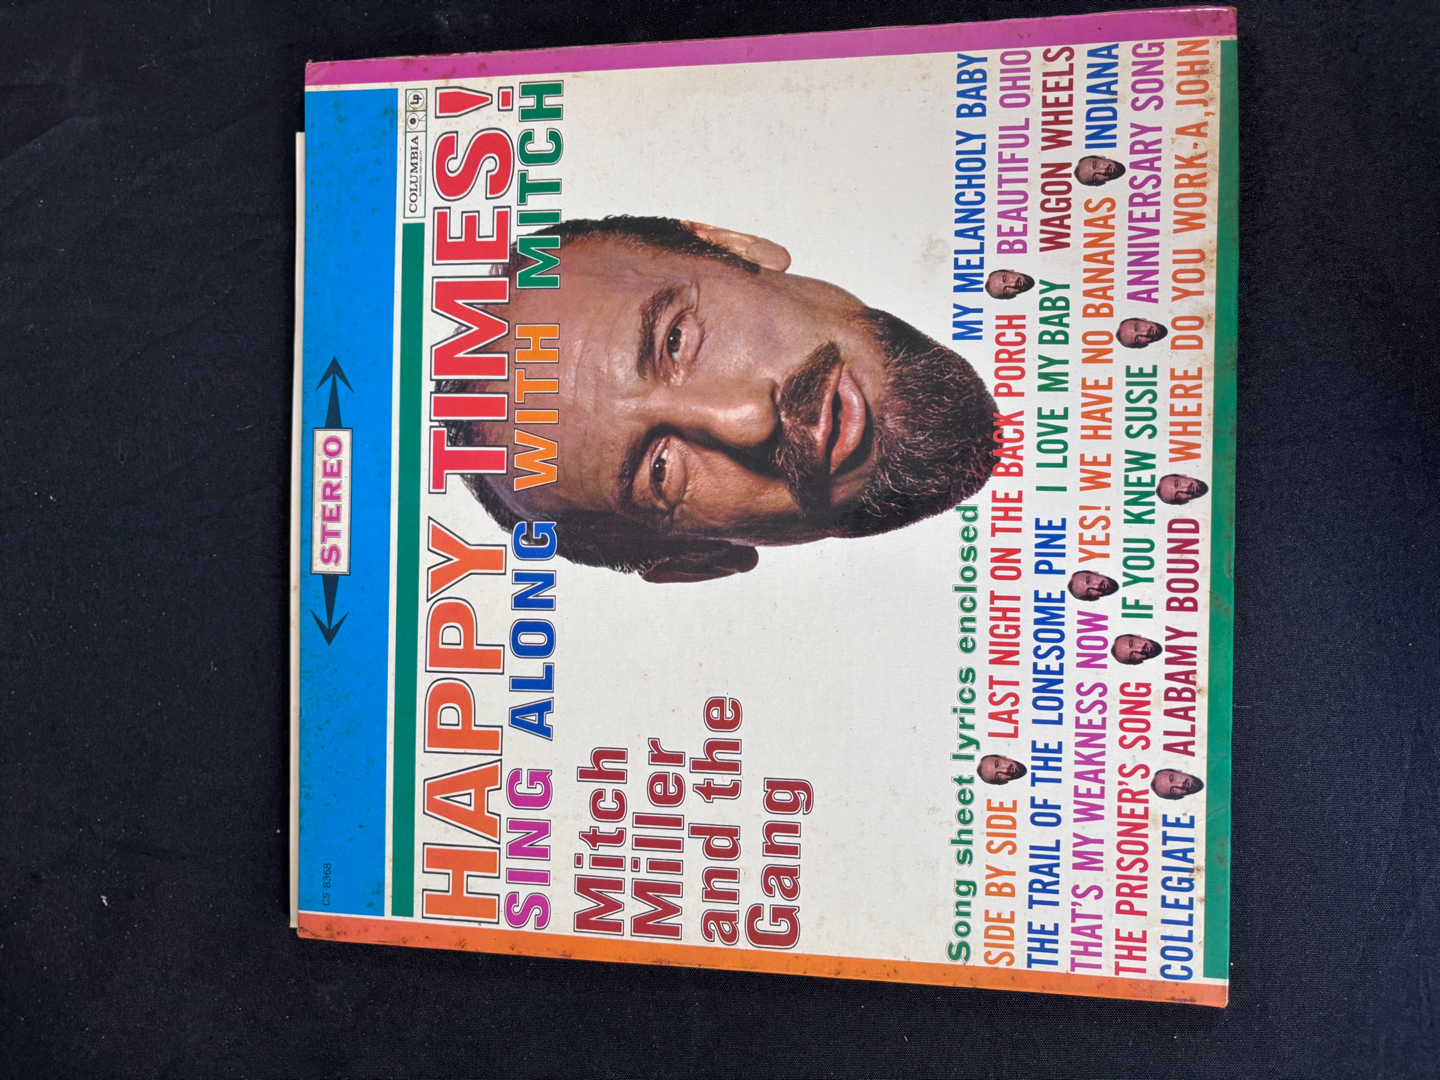 CS 8368
STEREO
COLUMBIA
Lp
HAPPY TIMES!
SING ALONG WITH MITCH
Mitch
Miller
and the
Gang
Song sheet lyrics enclosed
MY MELANCHOLY BABY
SIDE BY SIDE LAST NIGHT ON THE BACK PORCH BEAUTIFUL OHIO
THE TRAIL OF THE LONESOME PINE I LOVE MY BABY WAGON WHEELS
THAT'S MY WEAKNESS NOW YES! WE HAVE NO BANANAS INDIANA
THE PRISONER'S SONG IF YOU KNEW SUSIE ANNIVERSARY SONG
COLLEGIATE ALABAMY BOUND WHERE DO YOU WORK-A, JOHN